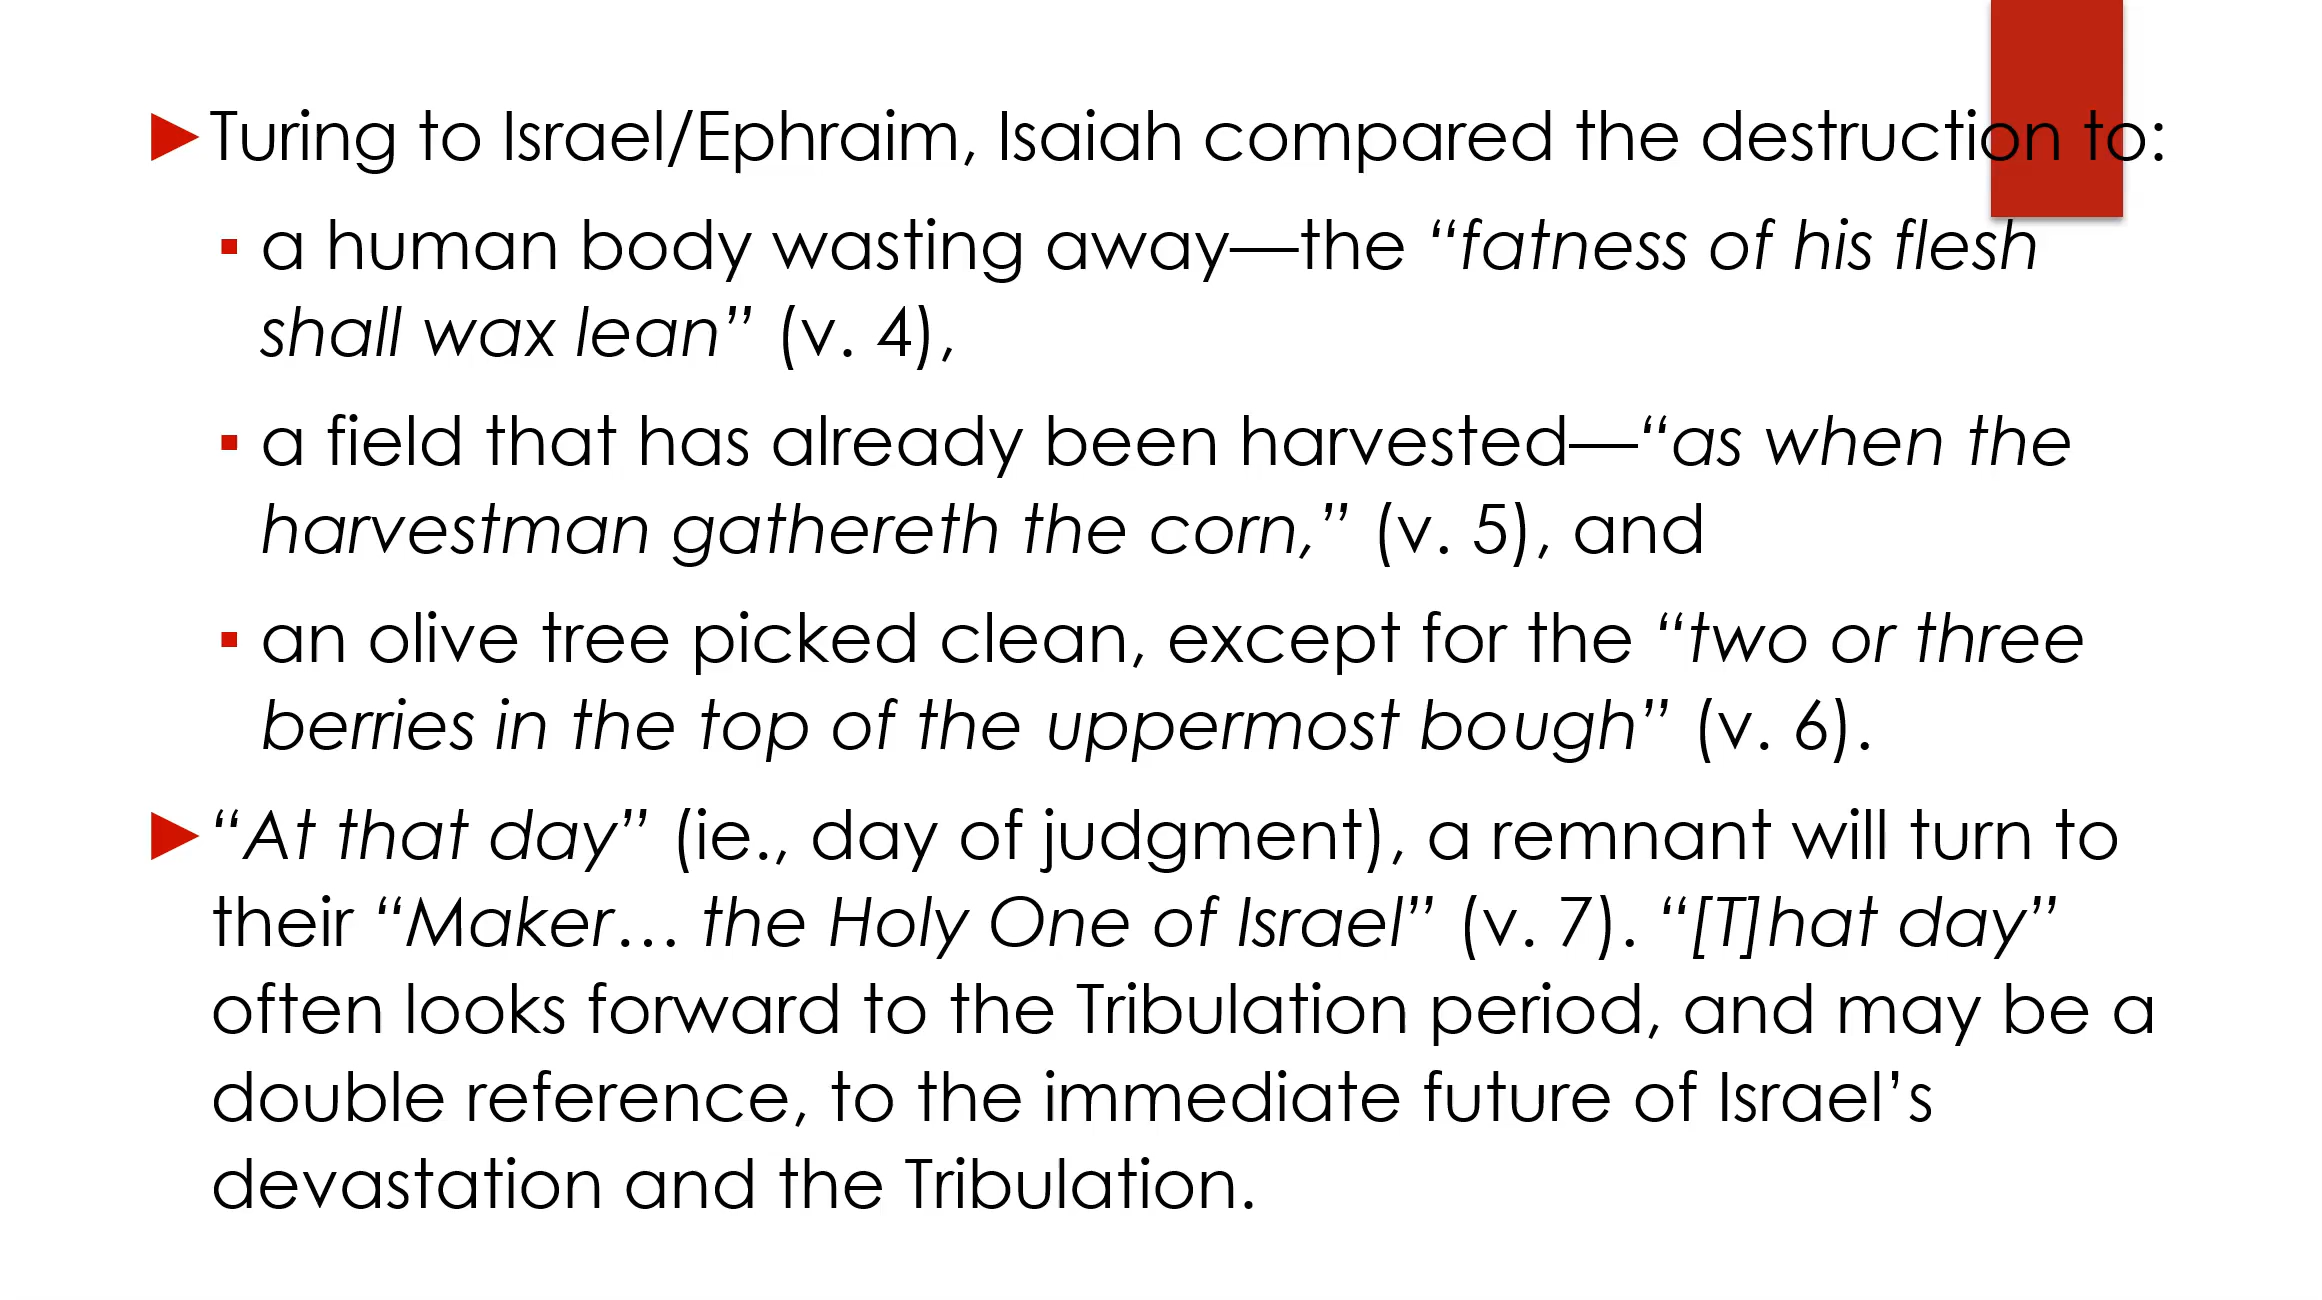 ►Turing to Israel/Ephraim, Isaiah compared the destruction to:
▪ a human body wasting away—the “fatness of his flesh
shall wax lean” (v. 4),
▪ a field that has already been harvested—“as when the
harvestman gathereth the corn,” (v. 5), and
▪ an olive tree picked clean, except for the “two or three
berries in the top of the uppermost bough” (v. 6).
►“At that day” (ie., day of judgment), a remnant will turn to
their “Maker… the Holy One of Israel” (v. 7). “[T]hat day”
often looks forward to the Tribulation period, and may be a
double reference, to the immediate future of Israel’s
devastation and the Tribulation.